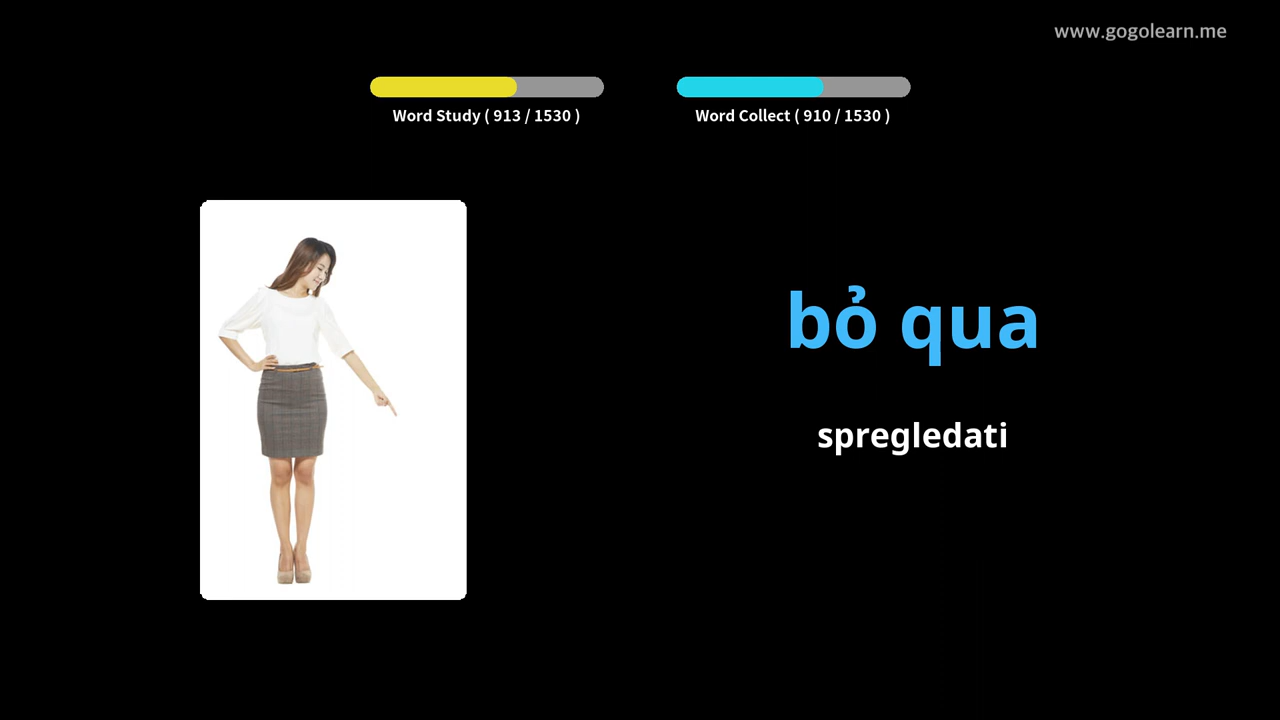 www.gogolearn.me
Word Study ( 913 / 1530 )
Word Collect ( 910 / 1530 )
bỏ qua
spregledati